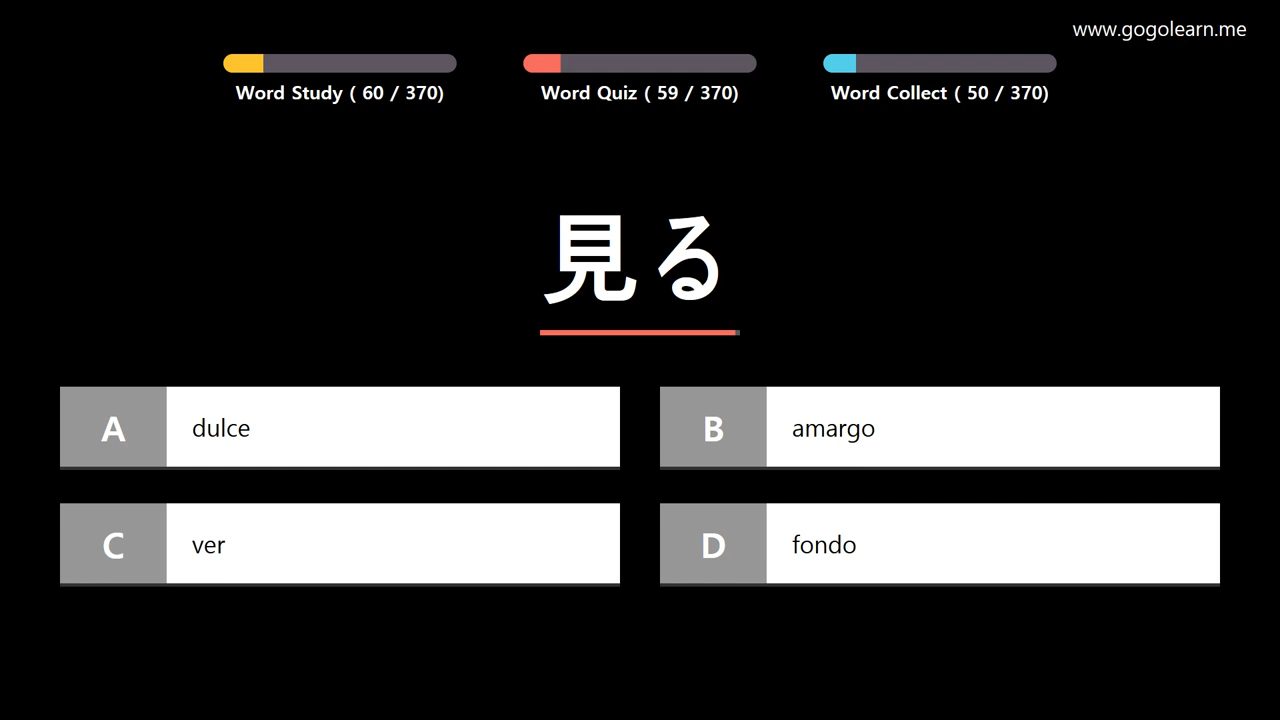 www.gogolearn.me
Word Study ( 60 / 370)
Word Quiz ( 59 / 370)
Word Collect ( 50 / 370)
見る
A dulce
B amargo
C ver
D fondo